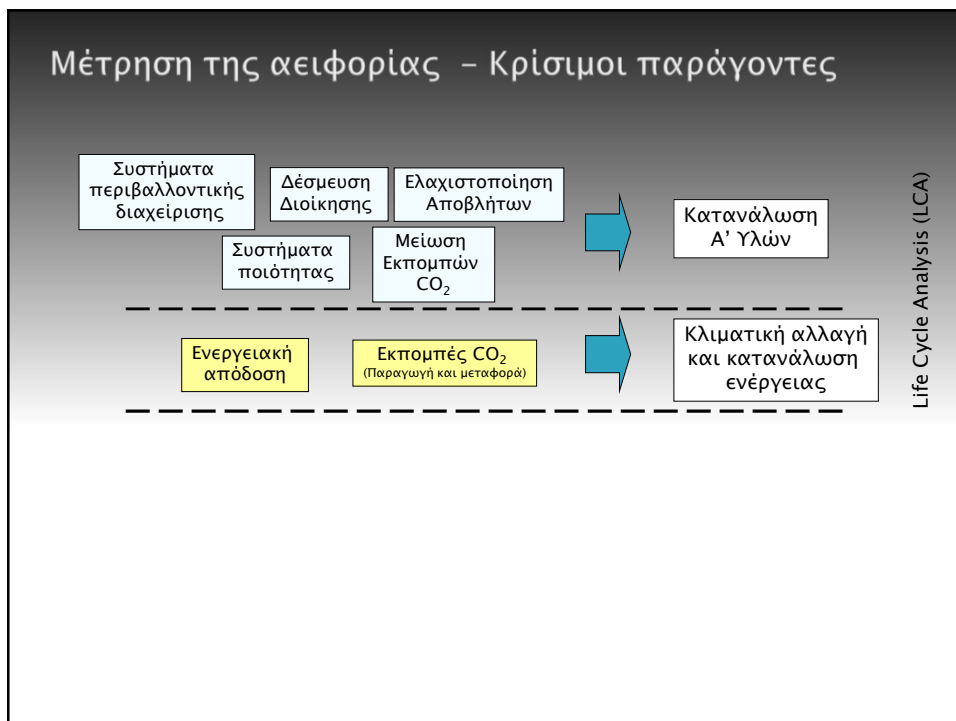 Μέτρηση της αειφορίας – Κρίσιμοι παράγοντες
Συστήματα
περιβαλλοντικής
διαχείρισης
Δέσμευση
Διοίκησης
Ελαχιστοποίηση
Αποβλήτων
Συστήματα
ποιότητας
Μείωση
Εκπομπών
CO2
Κατανάλωση
Α' Υλών
Ενεργειακή
απόδοση
Εκπομπές CO2
(Παραγωγή και μεταφορά)
Κλιματική αλλαγή
και κατανάλωση
ενέργειας
Life Cycle Analysis (LCA)